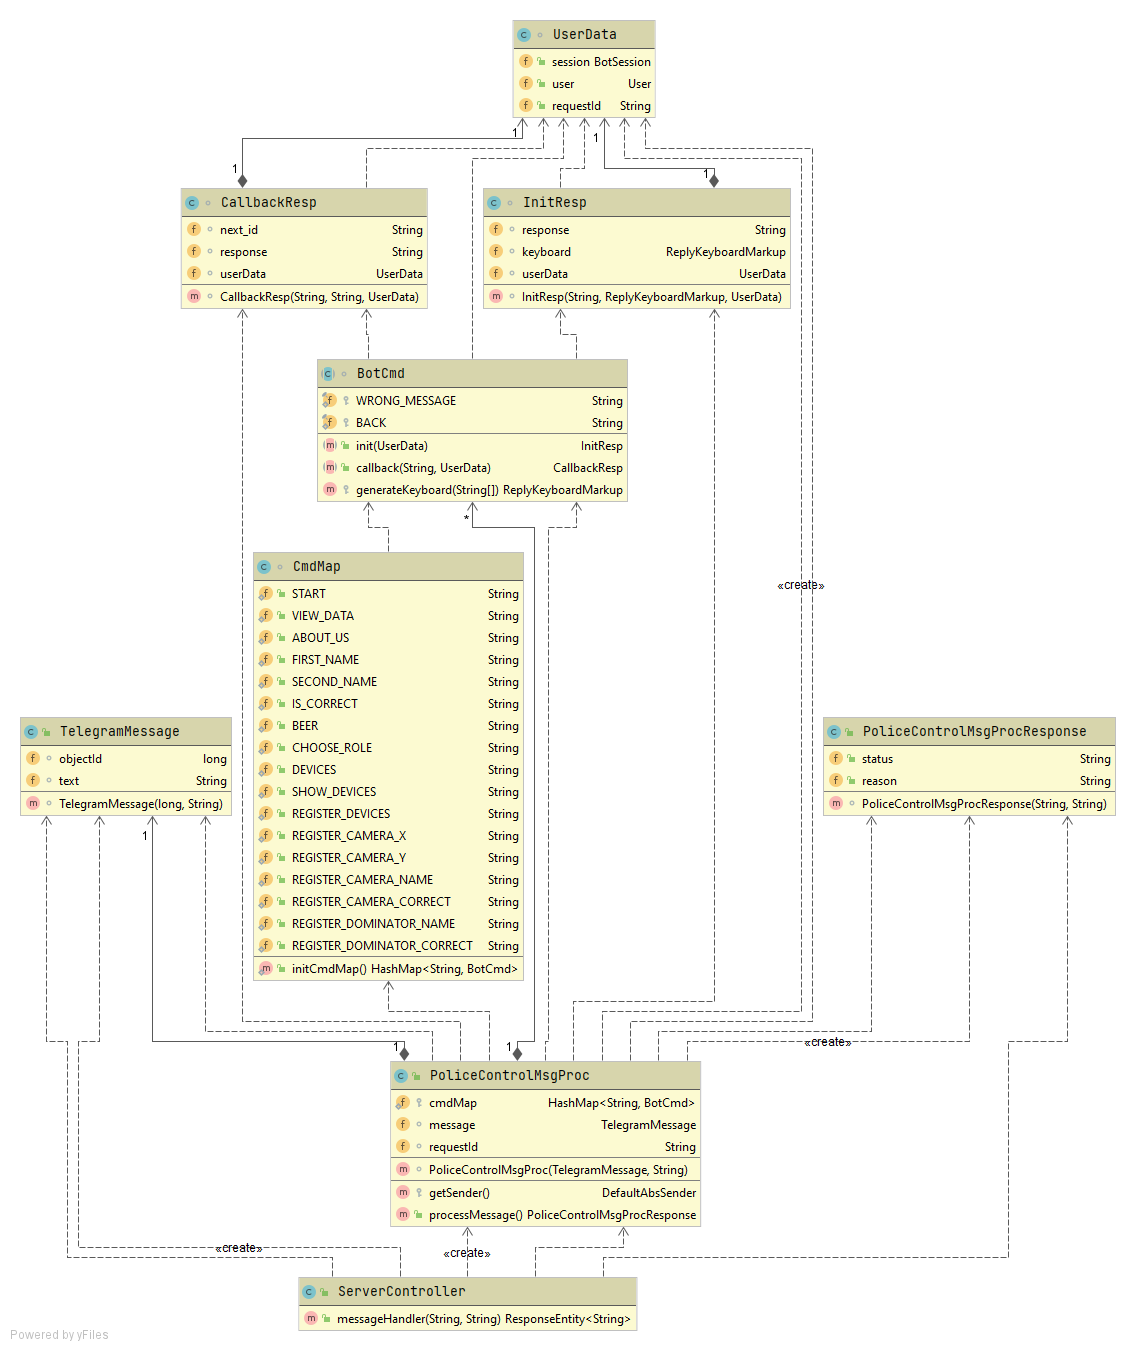 UserData
session BotSession
user User
requestId String
1
1
1
1
CallbackResp
next_id String
response String
userData UserData
CallbackResp(String, String, UserData)
InitResp
response String
keyboard ReplyKeyboardMarkup
userData UserData
InitResp(String, ReplyKeyboardMarkup, UserData)
BotCmd
WRONG_MESSAGE String
BACK String
init(UserData) InitResp
callback(String, UserData) CallbackResp
generateKeyboard(String[]) ReplyKeyboardMarkup
*
CmdMap
START String
VIEW_DATA String
ABOUT_US String
FIRST_NAME String
SECOND_NAME String
IS_CORRECT String
BEER String
CHOOSE_ROLE String
DEVICES String
SHOW_DEVICES String
REGISTER_DEVICES String
REGISTER_CAMERA_X String
REGISTER_CAMERA_Y String
REGISTER_CAMERA_NAME String
REGISTER_CAMERA_CORRECT String
REGISTER_DOMINATOR_NAME String
REGISTER_DOMINATOR_CORRECT String
initCmdMap() HashMap<String, BotCmd>
«create»
TelegramMessage
objectId long
text String
TelegramMessage(long, String)
1
PoliceControlMsgProcResponse
status String
reason String
PoliceControlMsgProcResponse(String, String)
1
1
«create»
PoliceControlMsgProc
cmdMap HashMap<String, BotCmd>
message TelegramMessage
requestId String
PoliceControlMsgProc(TelegramMessage, String)
getSender() DefaultAbsSender
processMessage() PoliceControlMsgProcResponse
«create»
«create»
ServerController
messageHandler(String, String) ResponseEntity<String>
Powered by yFiles